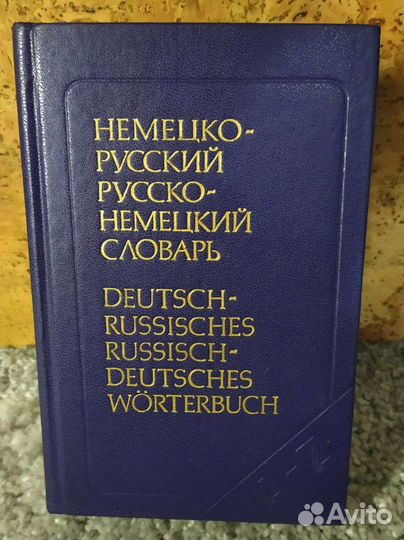 НЕМЕЦКО-
РУССКИЙ
РУССКО-
НЕМЕЦКИЙ
СЛОВАРЬ
DEUTSCH-
RUSSISCHES
RUSSISCH-
DEUTSCHES
WÖRTERBUCH
A–Z
Avito